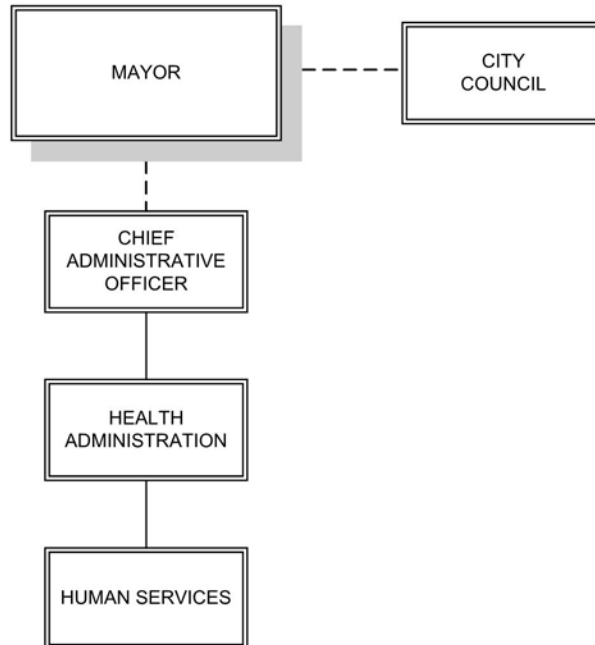 MAYOR
CITY
COUNCIL
CHIEF
ADMINISTRATIVE
OFFICER
HEALTH
ADMINISTRATION
HUMAN SERVICES